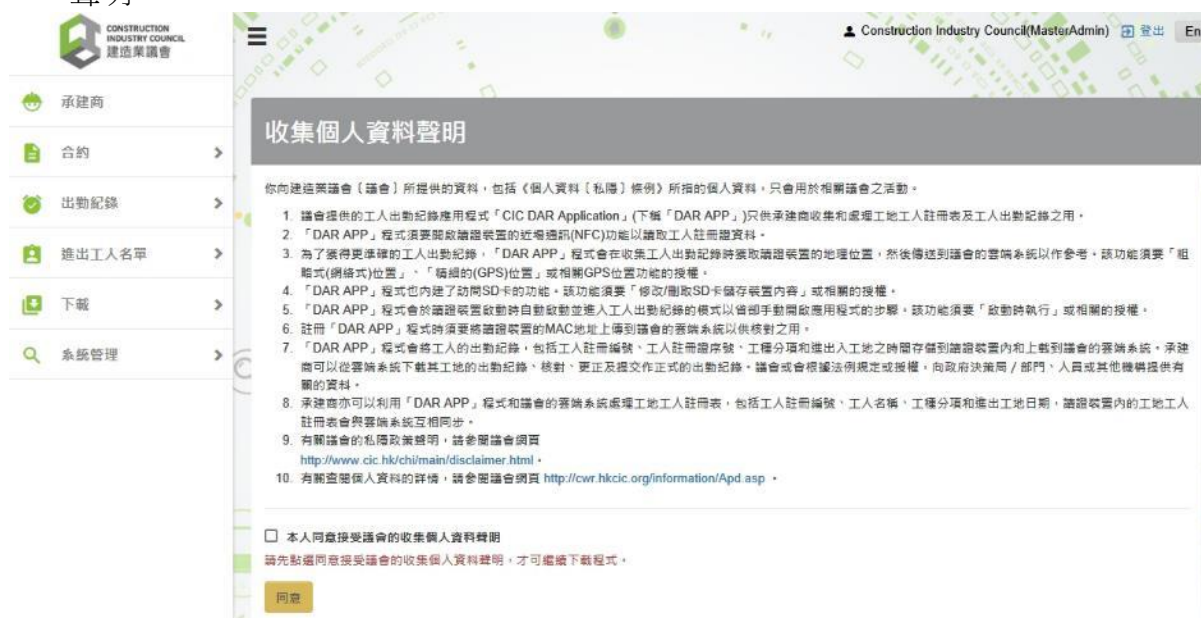 聲明
CONSTRUCTION
INDUSTRY COUNCIL
建造業議會
Construction Industry Council(MasterAdmin) 登出 En
承建商
合約
出勤紀錄
進出工人名單
下載
系統管理
收集個人資料聲明
你向建造業議會〔議會〕所提供的資料,包括《個人資料〔私隱〕條例》所指的個人資料,只會用於相關議會之活動。
1. 議會提供的工人出勤紀錄應用程式「CIC DAR Application」(下稱「DAR APP」)只供承建商收集和處理工地工人註冊表及工人出勤記錄之用。
2. 「DAR APP」程式須要開啟讀證裝置的近場通訊(NFC)功能以讀取工人註冊證資料。
3. 為了獲得更準確的工人出勤紀錄,「DAR APP」程式會在收集工人出勤記錄時獲取讀證裝置的地理位置,然後傳送到議會的雲端系統以作參考。該功能須要「粗
略式(網絡式)位置」、「精細的(GPS)位置」或相關GPS位置功能的授權。
4. 「DAR APP」程式也內建了訪問SD卡的功能。該功能須要「修改/刪取SD卡儲存裝置內容」或相關的授權。
5. 「DAR APP」程式會於讀證裝置啟動時自動啟動並進入工人出勤紀錄的模式以省卻手動開啟應用程式的步驟。該功能須要「啟動時執行」或相關的授權。
6. 註冊「DAR APP」程式時須要將讀證裝置的MAC地址上傳到議會的雲端系統以供核對之用。
7. 「DAR APP」程式會將工人的出勤紀錄,包括工人註冊編號、工人註冊證序號、工種分項和進出入工地之時間存儲到讀證裝置內和上載到議會的雲端系統。承建
商可以從雲端系統下載其工地的出勤紀錄、核對、更正及提交作正式的出勤紀錄。議會或會根據法例規定或授權,向政府決策局 / 部門、人員或其他機構提供有
關的資料。
8. 承建商亦可以利用「DAR APP」程式和議會的雲端系統處理工地工人註冊表,包括工人註冊編號、工人名稱、工種分項和進出工地日期,讀證裝置內的工地工人
註冊表會與雲端系統互相同步。
9. 有關議會的私隱政策聲明,請參閱議會網頁
http://www.cic.hk/chi/main/disclaimer.html。
10. 有關查閱個人資料的詳情,請參閱議會網頁 http://cwr.hkcic.org/information/Apd.asp 。
本人同意接受議會的收集個人資料聲明
請先點選同意接受議會的收集個人資料聲明,才可繼續下載程式。
同意